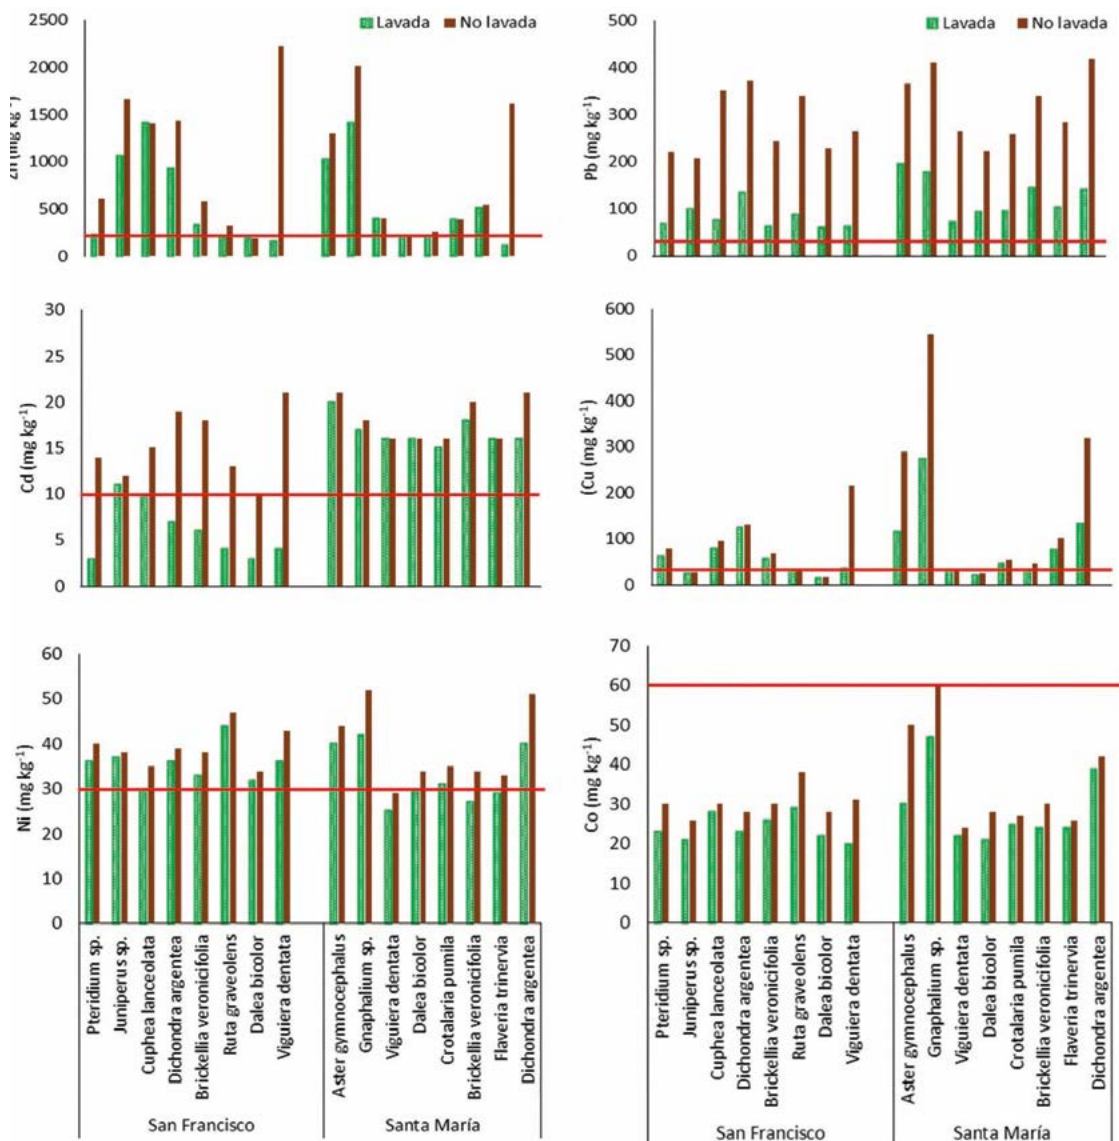 Lavada No lavada
2500
2000
1500
1000
500
0
Zn (mg kg⁻¹)
Lavada No lavada
500
400
300
200
100
0
Pb (mg kg⁻¹)
30
25
20
15
10
5
0
Cd (mg kg⁻¹)
600
500
400
300
200
100
0
(Cu (mg kg⁻¹)
60
50
40
30
20
10
0
Ni (mg kg⁻¹)
Pteridium sp.
Juniperus sp.
Cuphea lanceolata
Dichondra argentea
Brickellia veronicifolia
Ruta graveolens
Dalea bicolor
Viguiera dentata
Aster gymnocephalus
Gnaphalium sp.
Viguiera dentata
Dalea bicolor
Crotalaria pumila
Brickellia veronicifolia
Flaveria trinervia
Dichondra argentea
San Francisco
Santa María
70
60
50
40
30
20
10
0
Co (mg kg⁻¹)
Pteridium sp.
Juniperus sp.
Cuphea lanceolata
Dichondra argentea
Brickellia veronicifolia
Ruta graveolens
Dalea bicolor
Viguiera dentata
Aster gymnocephalus
Gnaphalium sp.
Viguiera dentata
Dalea bicolor
Crotalaria pumila
Brickellia veronicifolia
Flaveria trinervia
Dichondra argentea
San Francisco
Santa María